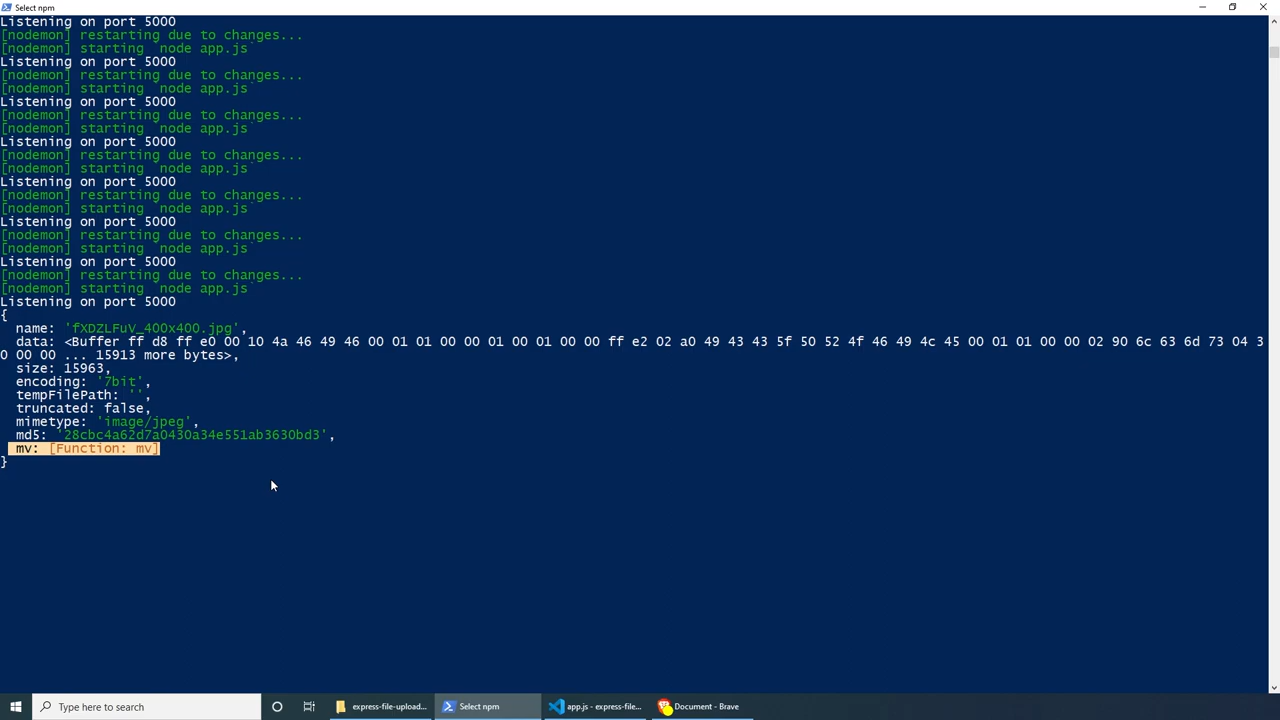 Select npm
Listening on port 5000
[nodemon] restarting due to changes...
[nodemon] starting `node app.js`
Listening on port 5000
[nodemon] restarting due to changes...
[nodemon] starting `node app.js`
Listening on port 5000
[nodemon] restarting due to changes...
[nodemon] starting `node app.js`
Listening on port 5000
[nodemon] restarting due to changes...
[nodemon] starting `node app.js`
Listening on port 5000
[nodemon] restarting due to changes...
[nodemon] starting `node app.js`
Listening on port 5000
[nodemon] restarting due to changes...
[nodemon] starting `node app.js`
Listening on port 5000
[nodemon] restarting due to changes...
[nodemon] starting `node app.js`
Listening on port 5000
{
  name: 'fXDZLFuV_400x400.jpg',
  data: <Buffer ff d8 ff e0 00 10 4a 46 49 46 00 01 01 00 00 01 00 01 00 00 ff e2 02 a0 49 43 43 5f 50 52 4f 46 49 4c 45 00 01 01 00 00 02 90 6c 63 6d 73 04 3
0 00 00 ... 15913 more bytes>,
  size: 15963,
  encoding: '7bit',
  tempFilePath: '',
  truncated: false,
  mimetype: 'image/jpeg',
  md5: '28cbc4a62d7a0430a34e551ab3630bd3',
  mv: [Function: mv]
}
Type here to search
express-file-upload...
Select npm
app.js - express-file...
Document - Brave